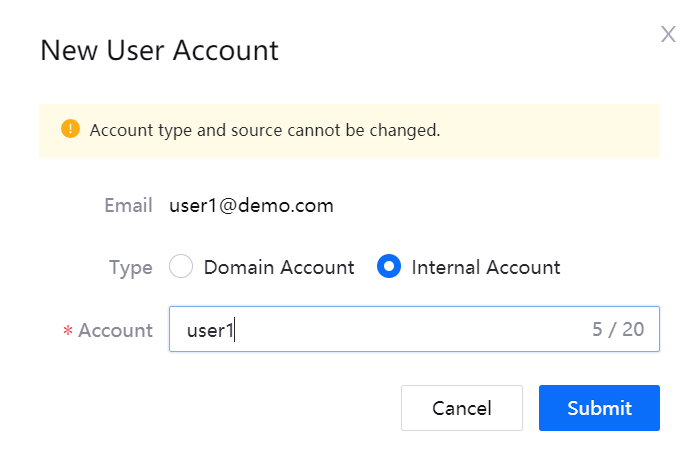 New User Account
X
Account type and source cannot be changed.
Email user1@demo.com
Type Domain Account Internal Account
* Account user1 5 / 20
Cancel Submit